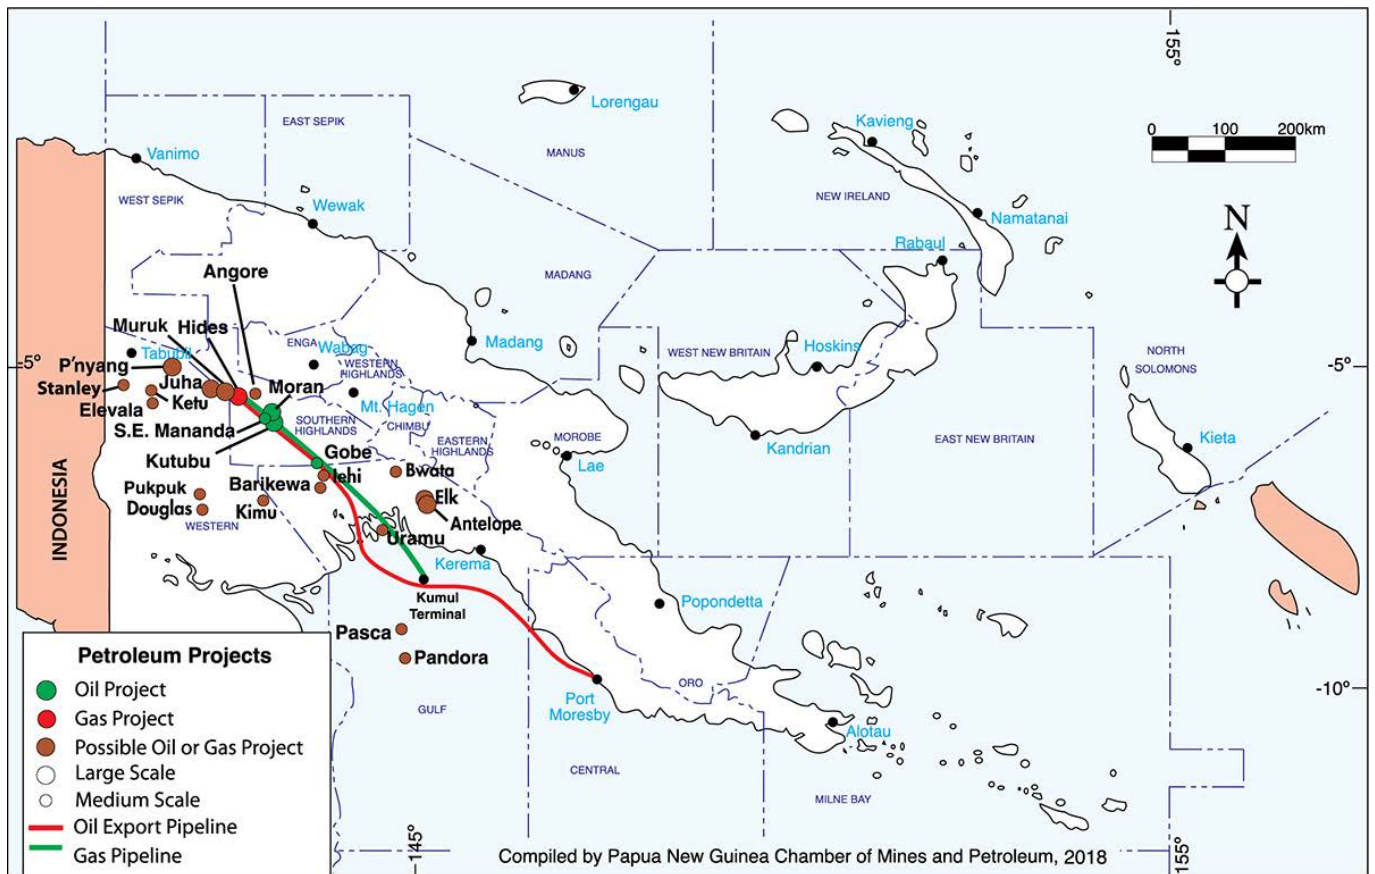 155°
Lorengau
Kavieng
0 100 200km
EAST SEPIK
MANUS
Vanimo
WEST SEPIK
NEW IRELAND
Wewak
Namatanai
N
Rabaul
Angore
MADANG
Muruk
Hides
ENGA
Wabag
Madang
Tabubil
WESTERN
HIGHLANDS
WEST NEW BRITAIN
Hoskins
NORTH
SOLOMONS
-5°
-5°
P'nyang
Stanley
Juha
Ketu
Moran
Elevala
Mt. Hagen
S.E. Mananda
SOUTHERN
HIGHLANDS
CHIMBU
EASTERN
HIGHLANDS
MOROBE
Kandrian
EAST NEW BRITAIN
Kieta
Kutubu
Gobe
Lae
Iehi
Bwata
INDONESIA
Pukpuk
Douglas
Barikewa
Kimu
WESTERN
Elk
Antelope
Uramu
Kerema
Kumul
Terminal
Popondetta
Pasca
Pandora
ORO
-10°
Port
Moresby
GULF
Alotau
CENTRAL
MILNE BAY
Petroleum Projects
Oil Project
Gas Project
Possible Oil or Gas Project
Large Scale
Medium Scale
Oil Export Pipeline
Gas Pipeline
145°
Compiled by Papua New Guinea Chamber of Mines and Petroleum, 2018
155°